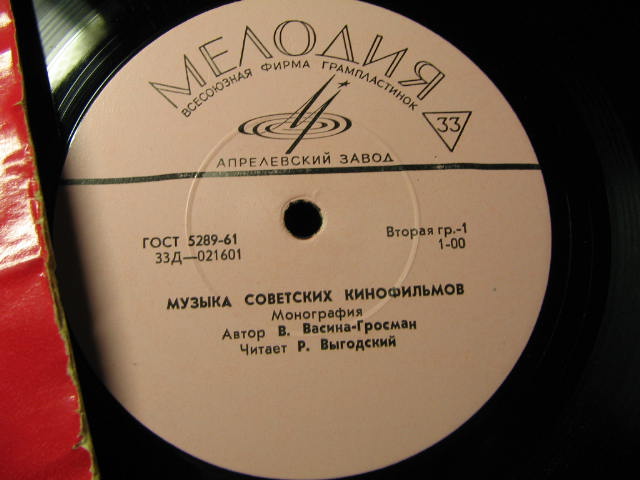 МЕЛОДИЯ
ВСЕСОЮЗНАЯ ФИРМА ГРАМПЛАСТИНОК
33
АПРЕЛЕВСКИЙ ЗАВОД
ГОСТ 5289-61
33Д—021601
Вторая гр.-1
1-00
МУЗЫКА СОВЕТСКИХ КИНОФИЛЬМОВ
Монография
Автор В. Васина-Гросман
Читает Р. Выгодский